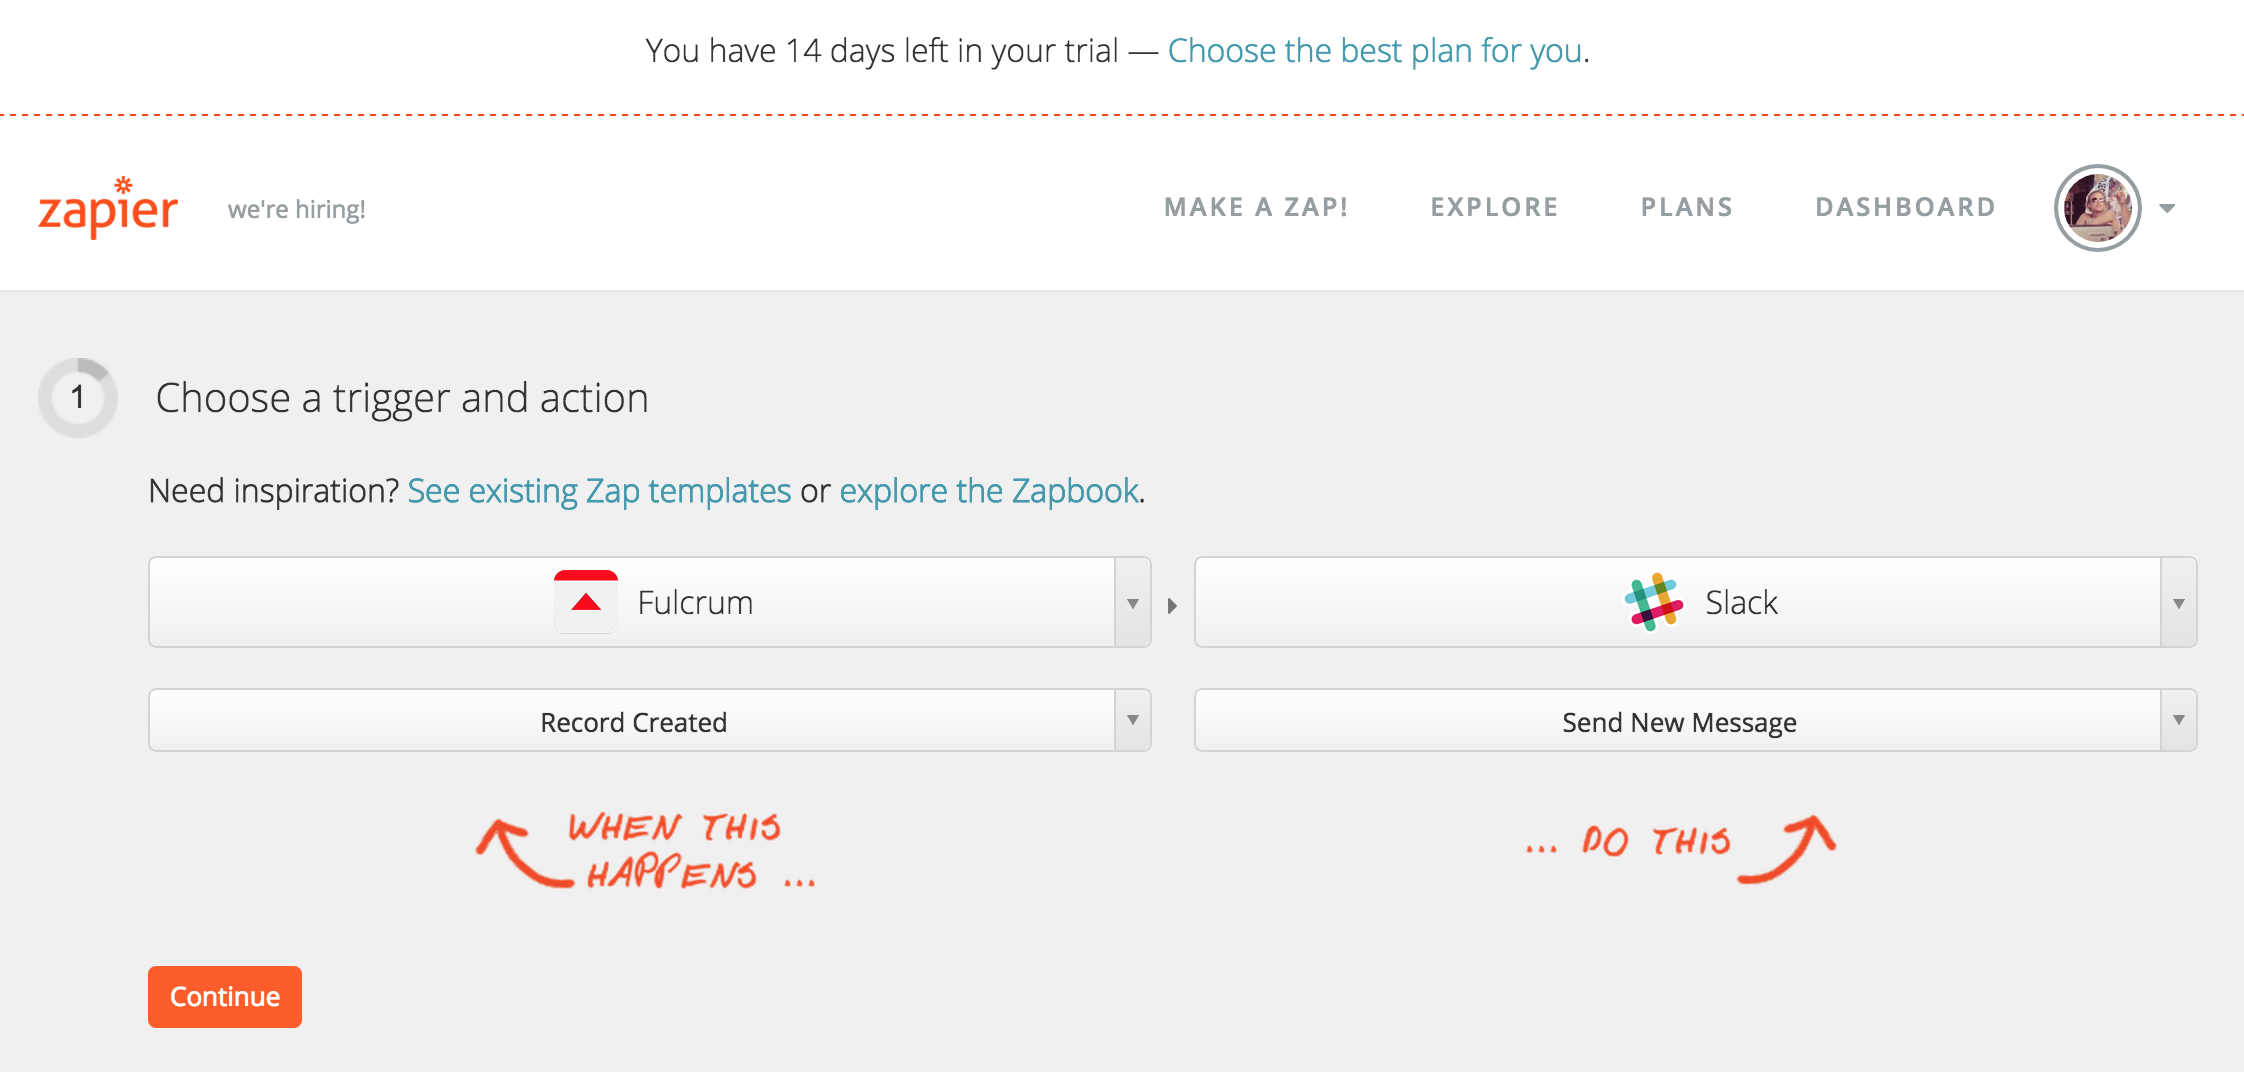 You have 14 days left in your trial — Choose the best plan for you.
zapier
we're hiring!
MAKE A ZAP!
EXPLORE
PLANS
DASHBOARD
1
Choose a trigger and action
Need inspiration? See existing Zap templates or explore the Zapbook.
Fulcrum
Slack
Record Created
Send New Message
WHEN THIS
HAPPENS ...
... DO THIS
Continue